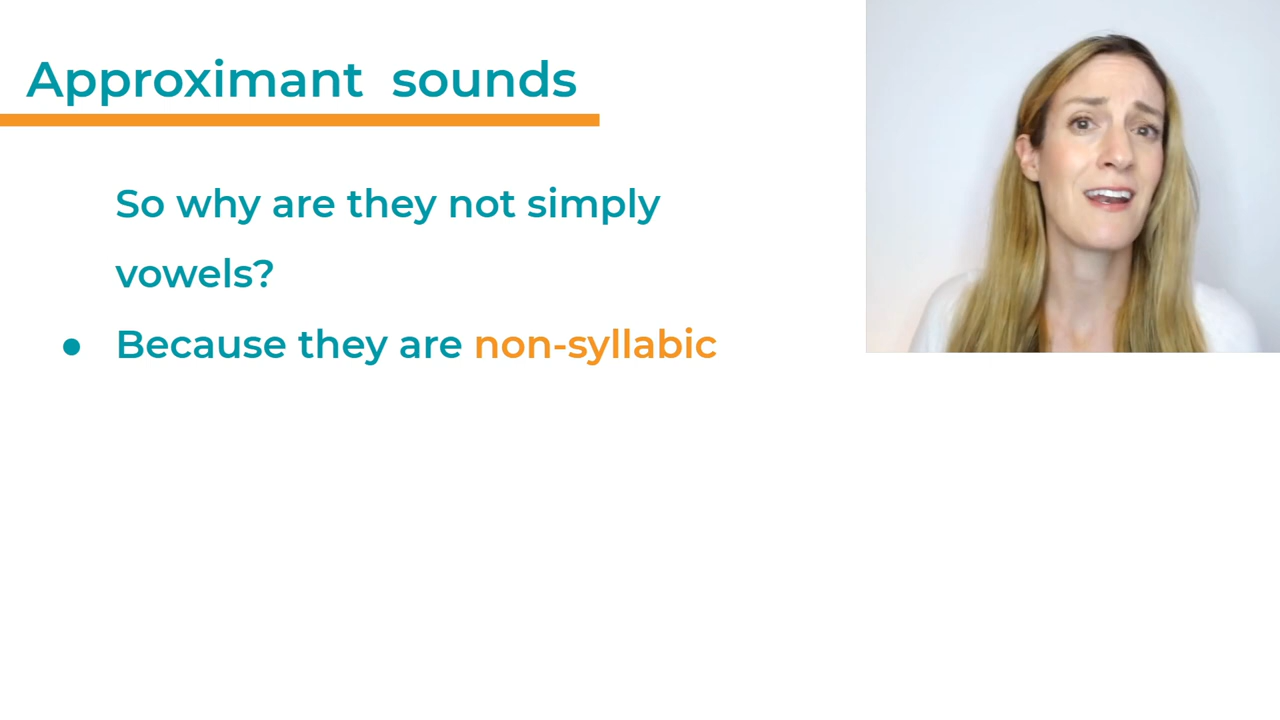 Approximant sounds
So why are they not simply
vowels?
● Because they are non-syllabic